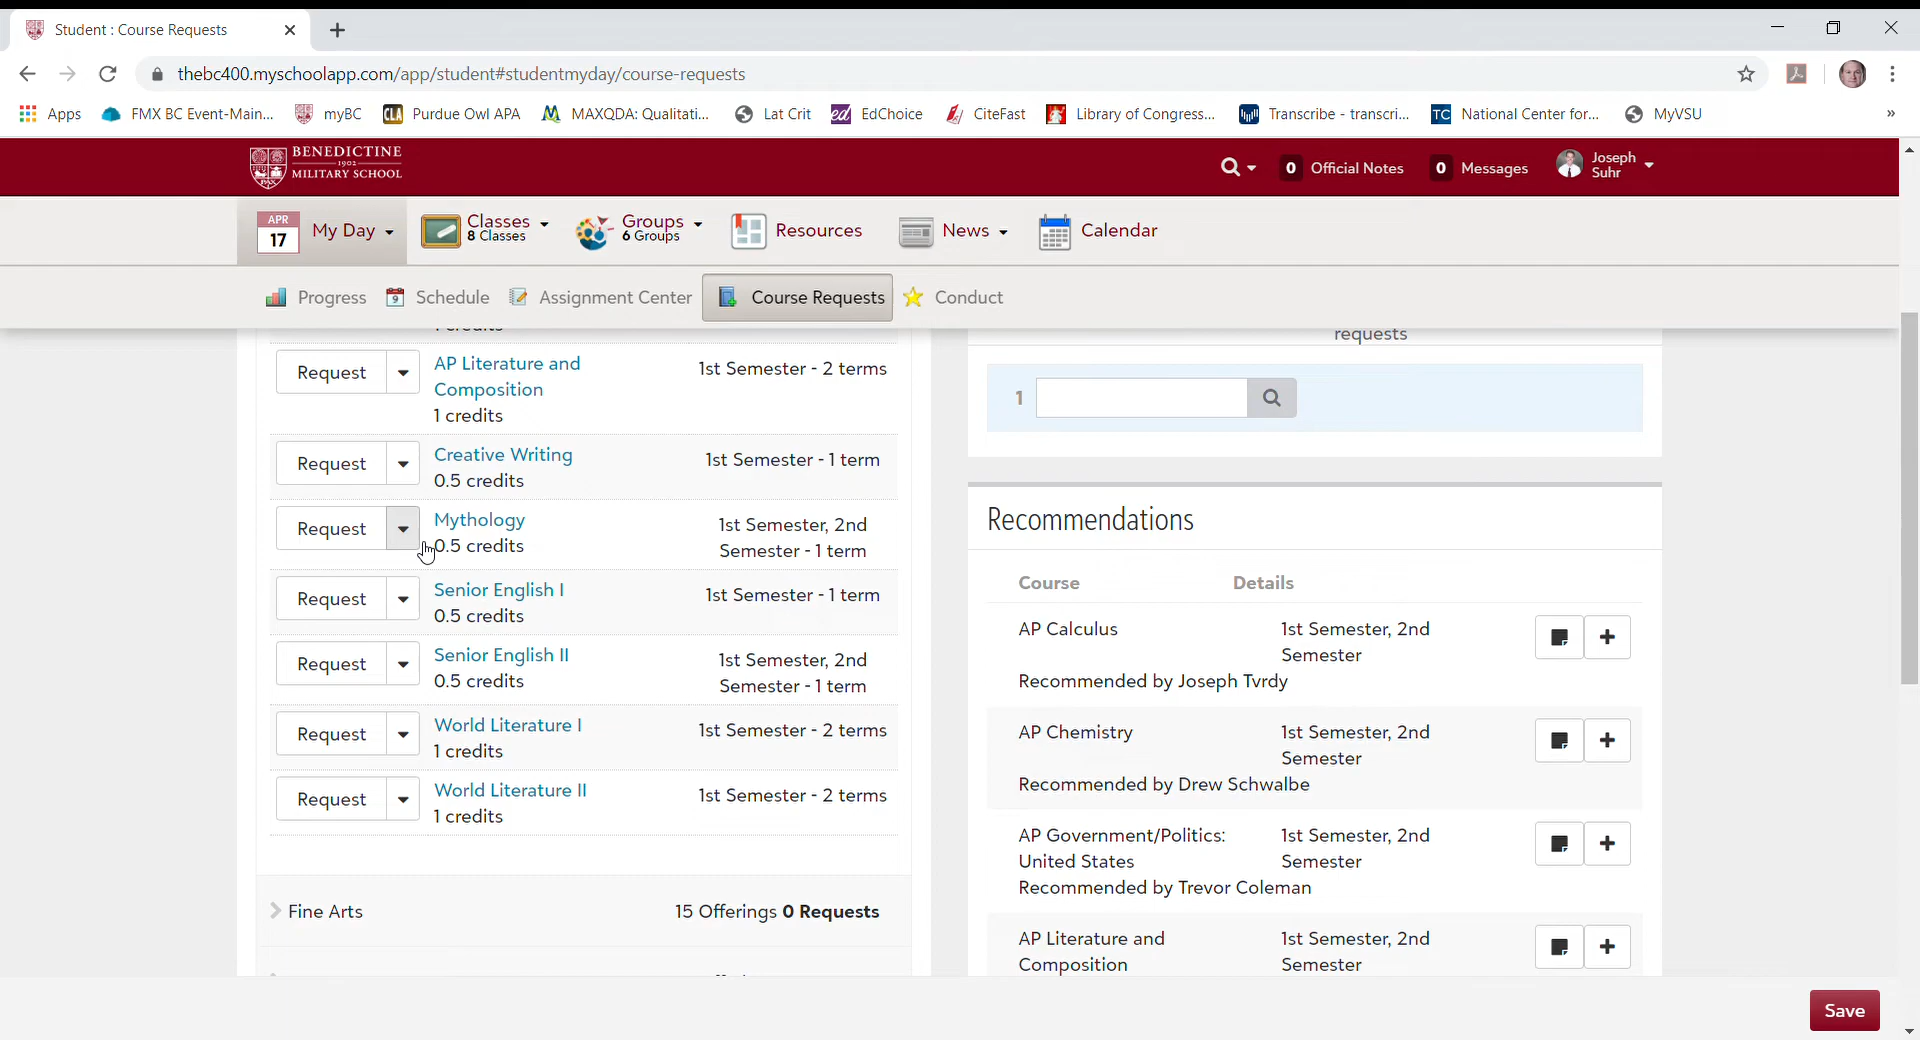 Student : Course Requests
thebc400.myschoolapp.com/app/student#studentmyday/course-requests
Apps FMX BC Event-Main... myBC CLA Purdue Owl APA MAXQDA: Qualitati... Lat Crit ed EdChoice CiteFast Library of Congress... Transcribe - transcri... TC National Center for... MyVSU »
BENEDICTINE
1902
MILITARY SCHOOL
PAX
0 Official Notes 0 Messages
Joseph
Suhr
APR
17
My Day
Classes
8 Classes
Groups
6 Groups
Resources
News
Calendar
Progress 9 Schedule Assignment Center Course Requests Conduct
1 credits
Request AP Literature and 1st Semester - 2 terms
Composition
1 credits
Request Creative Writing 1st Semester - 1 term
0.5 credits
Request Mythology 1st Semester, 2nd
0.5 credits Semester - 1 term
Request Senior English I 1st Semester - 1 term
0.5 credits
Request Senior English II 1st Semester, 2nd
0.5 credits Semester - 1 term
Request World Literature I 1st Semester - 2 terms
1 credits
Request World Literature II 1st Semester - 2 terms
1 credits
Fine Arts 15 Offerings 0 Requests
requests
1
Recommendations
Course Details
AP Calculus 1st Semester, 2nd
Semester
Recommended by Joseph Tvrdy
AP Chemistry 1st Semester, 2nd
Semester
Recommended by Drew Schwalbe
AP Government/Politics: 1st Semester, 2nd
United States Semester
Recommended by Trevor Coleman
AP Literature and 1st Semester, 2nd
Composition Semester
Save